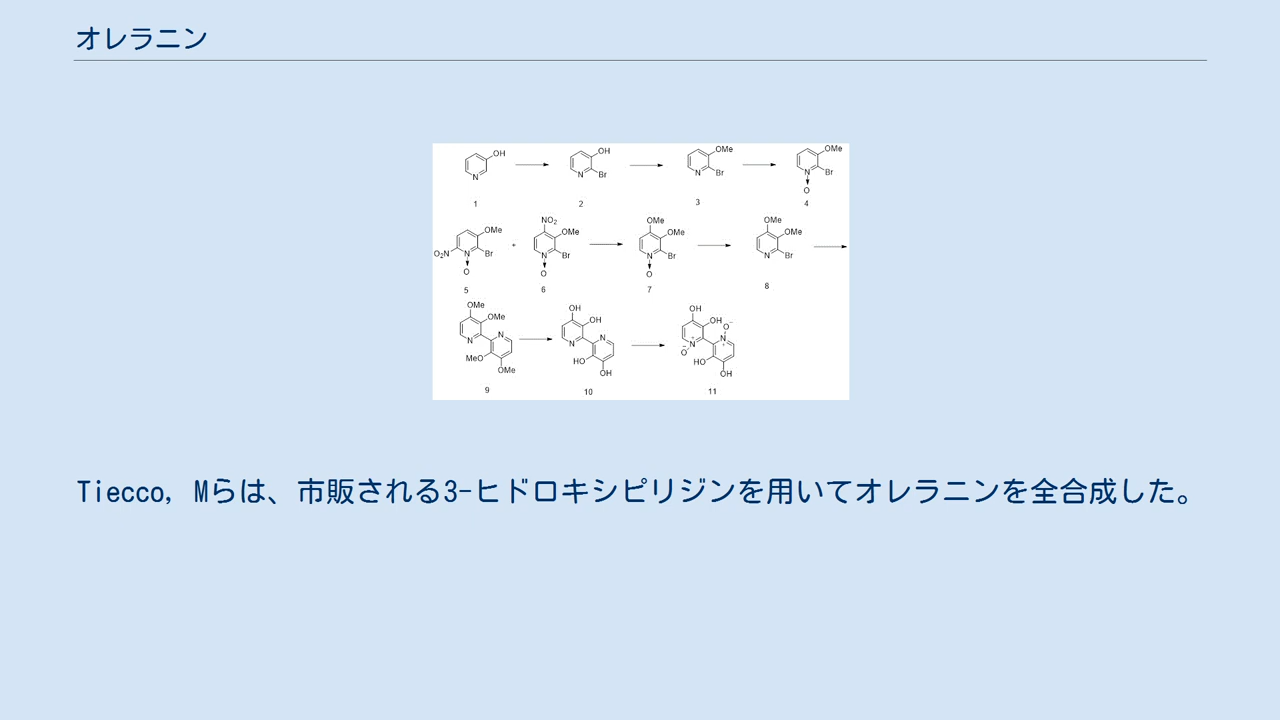 オレラニン
OH OH OMe OMe
N N Br N Br N Br
O
1 2 3 4
NO2 OMe OMe
OMe OMe OMe OMe
O2N N Br + N Br N Br N Br
O O O
5 6 7 8
OMe OH OH
OMe OH OH O−
N N N N N+ N+
MeO HO O− HO
OMe OH OH
9 10 11
Tiecco, Mらは、市販される3-ヒドロキシピリジンを用いてオレラニンを全合成した。